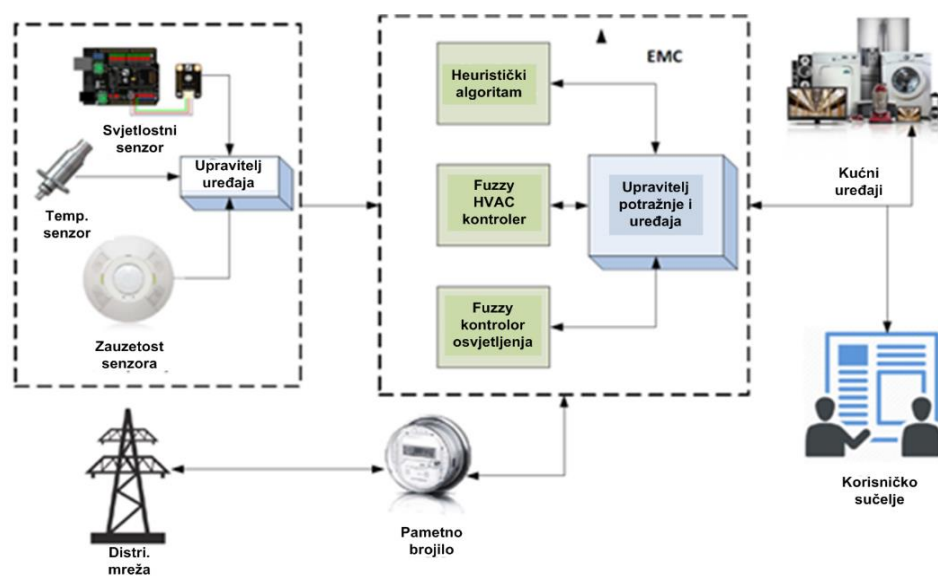 Svjetlostni
senzor
Upravitelj
uređaja
Temp.
senzor
Zauzetost
senzora
EMC
Heuristički
algoritam
Fuzzy
HVAC
kontroler
Upravitelj
potražnje i
uređaja
Fuzzy
kontrolor
osvjetljenja
Kućni
uređaji
Korisničko
sučelje
Pametno
brojilo
Distri.
mreža